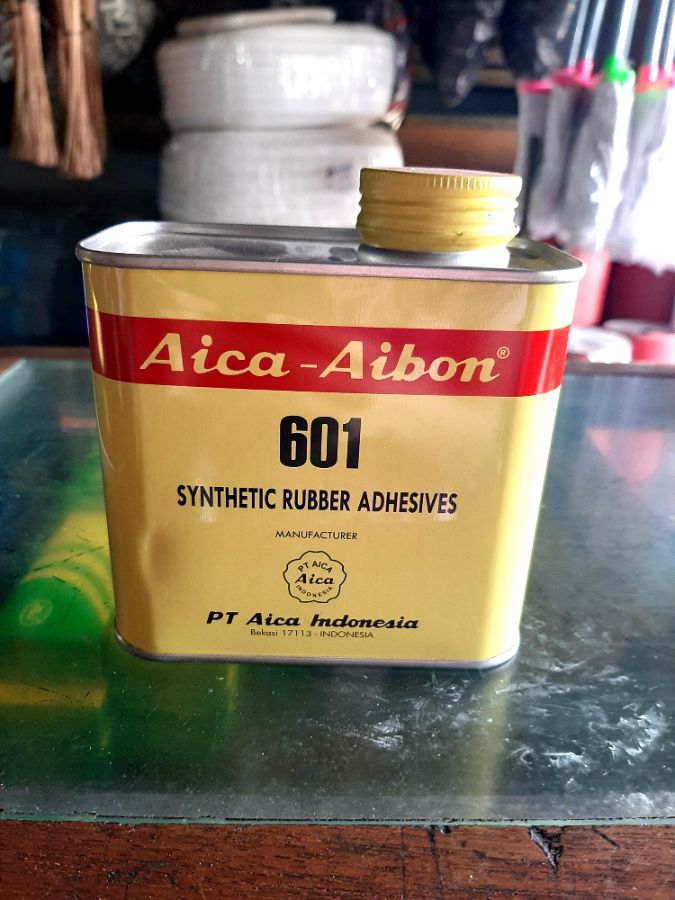 Aica-Aibon®
601
SYNTHETIC RUBBER ADHESIVES
MANUFACTURER
PT AICA
Aica
INDONESIA
PT Aica Indonesia
Bekasi 17113 - INDONESIA